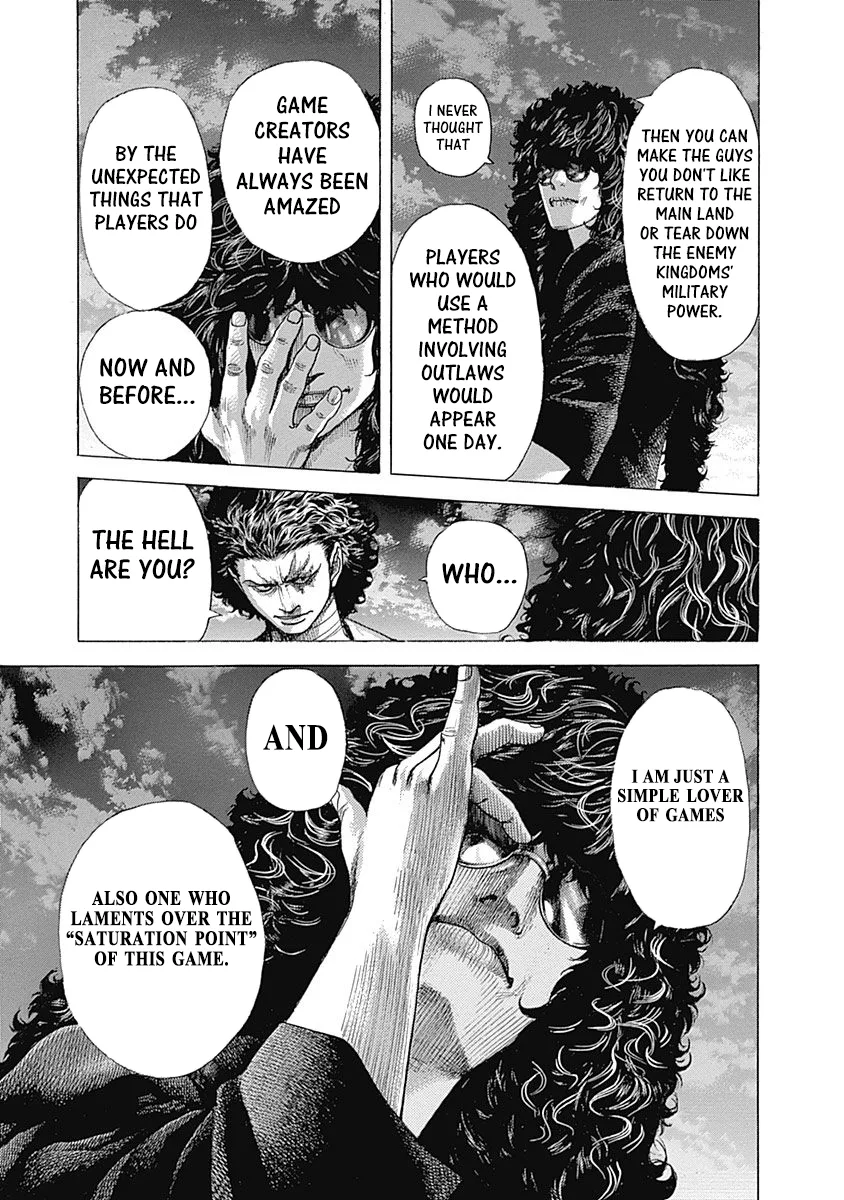 THEN YOU CAN
MAKE THE GUYS
YOU DON'T LIKE
RETURN TO THE
MAIN LAND
OR TEAR DOWN
THE ENEMY
KINGDOMS'
MILITARY
POWER.
I NEVER
THOUGHT
THAT
PLAYERS
WHO WOULD
USE A
METHOD
INVOLVING
OUTLAWS
WOULD
APPEAR
ONE DAY.
GAME
CREATORS
HAVE
ALWAYS BEEN
AMAZED
BY THE
UNEXPECTED
THINGS THAT
PLAYERS DO
NOW AND
BEFORE...
WHO...
THE HELL
ARE YOU?
I AM JUST A
SIMPLE LOVER
OF GAMES
AND
ALSO ONE WHO
LAMENTS OVER THE
“SATURATION POINT”
OF THIS GAME.